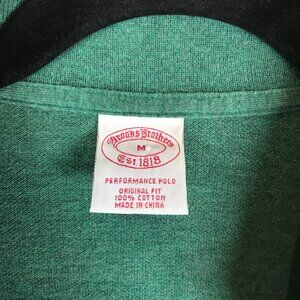 Brooks Brothers
M
Est. 1818
PERFORMANCE POLO
ORIGINAL FIT
100% COTTON
MADE IN CHINA